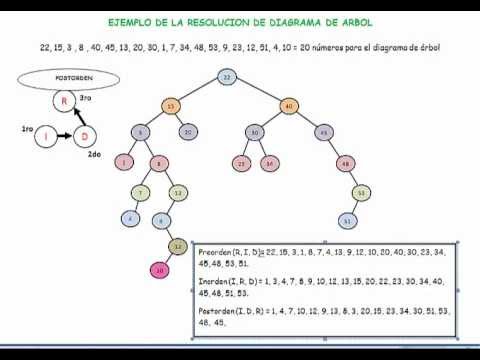 EJEMPLO DE LA RESOLUCION DE DIAGRAMA DE ARBOL
22, 15, 3 , 8 , 40, 45, 13, 20, 30, 1, 7, 34, 48, 53, 9, 23, 12, 51, 4, 10 = 20 números para el diagrama de árbol
POSTORDEN
R 3ro
1ro I D
2do
22
15 40
3 20 30 45
1 8 23 34 48
7 13 53
4 9 51
12
10
Preorden (R, I, D)= 22, 15, 3, 1, 8, 7, 4, 13, 9, 12, 10, 20, 40, 30, 23, 34,
45, 48, 53, 51.
Inorden (I, R, D) = 1, 3, 4, 7, 8, 9, 10, 12, 13, 15, 20, 22, 23, 30, 34, 40,
45, 48, 51, 53.
Postorden (I, D, R) = 1, 4, 7, 10, 12, 9, 13, 8, 3, 20, 15, 23, 34, 30, 51, 53,
48, 45,